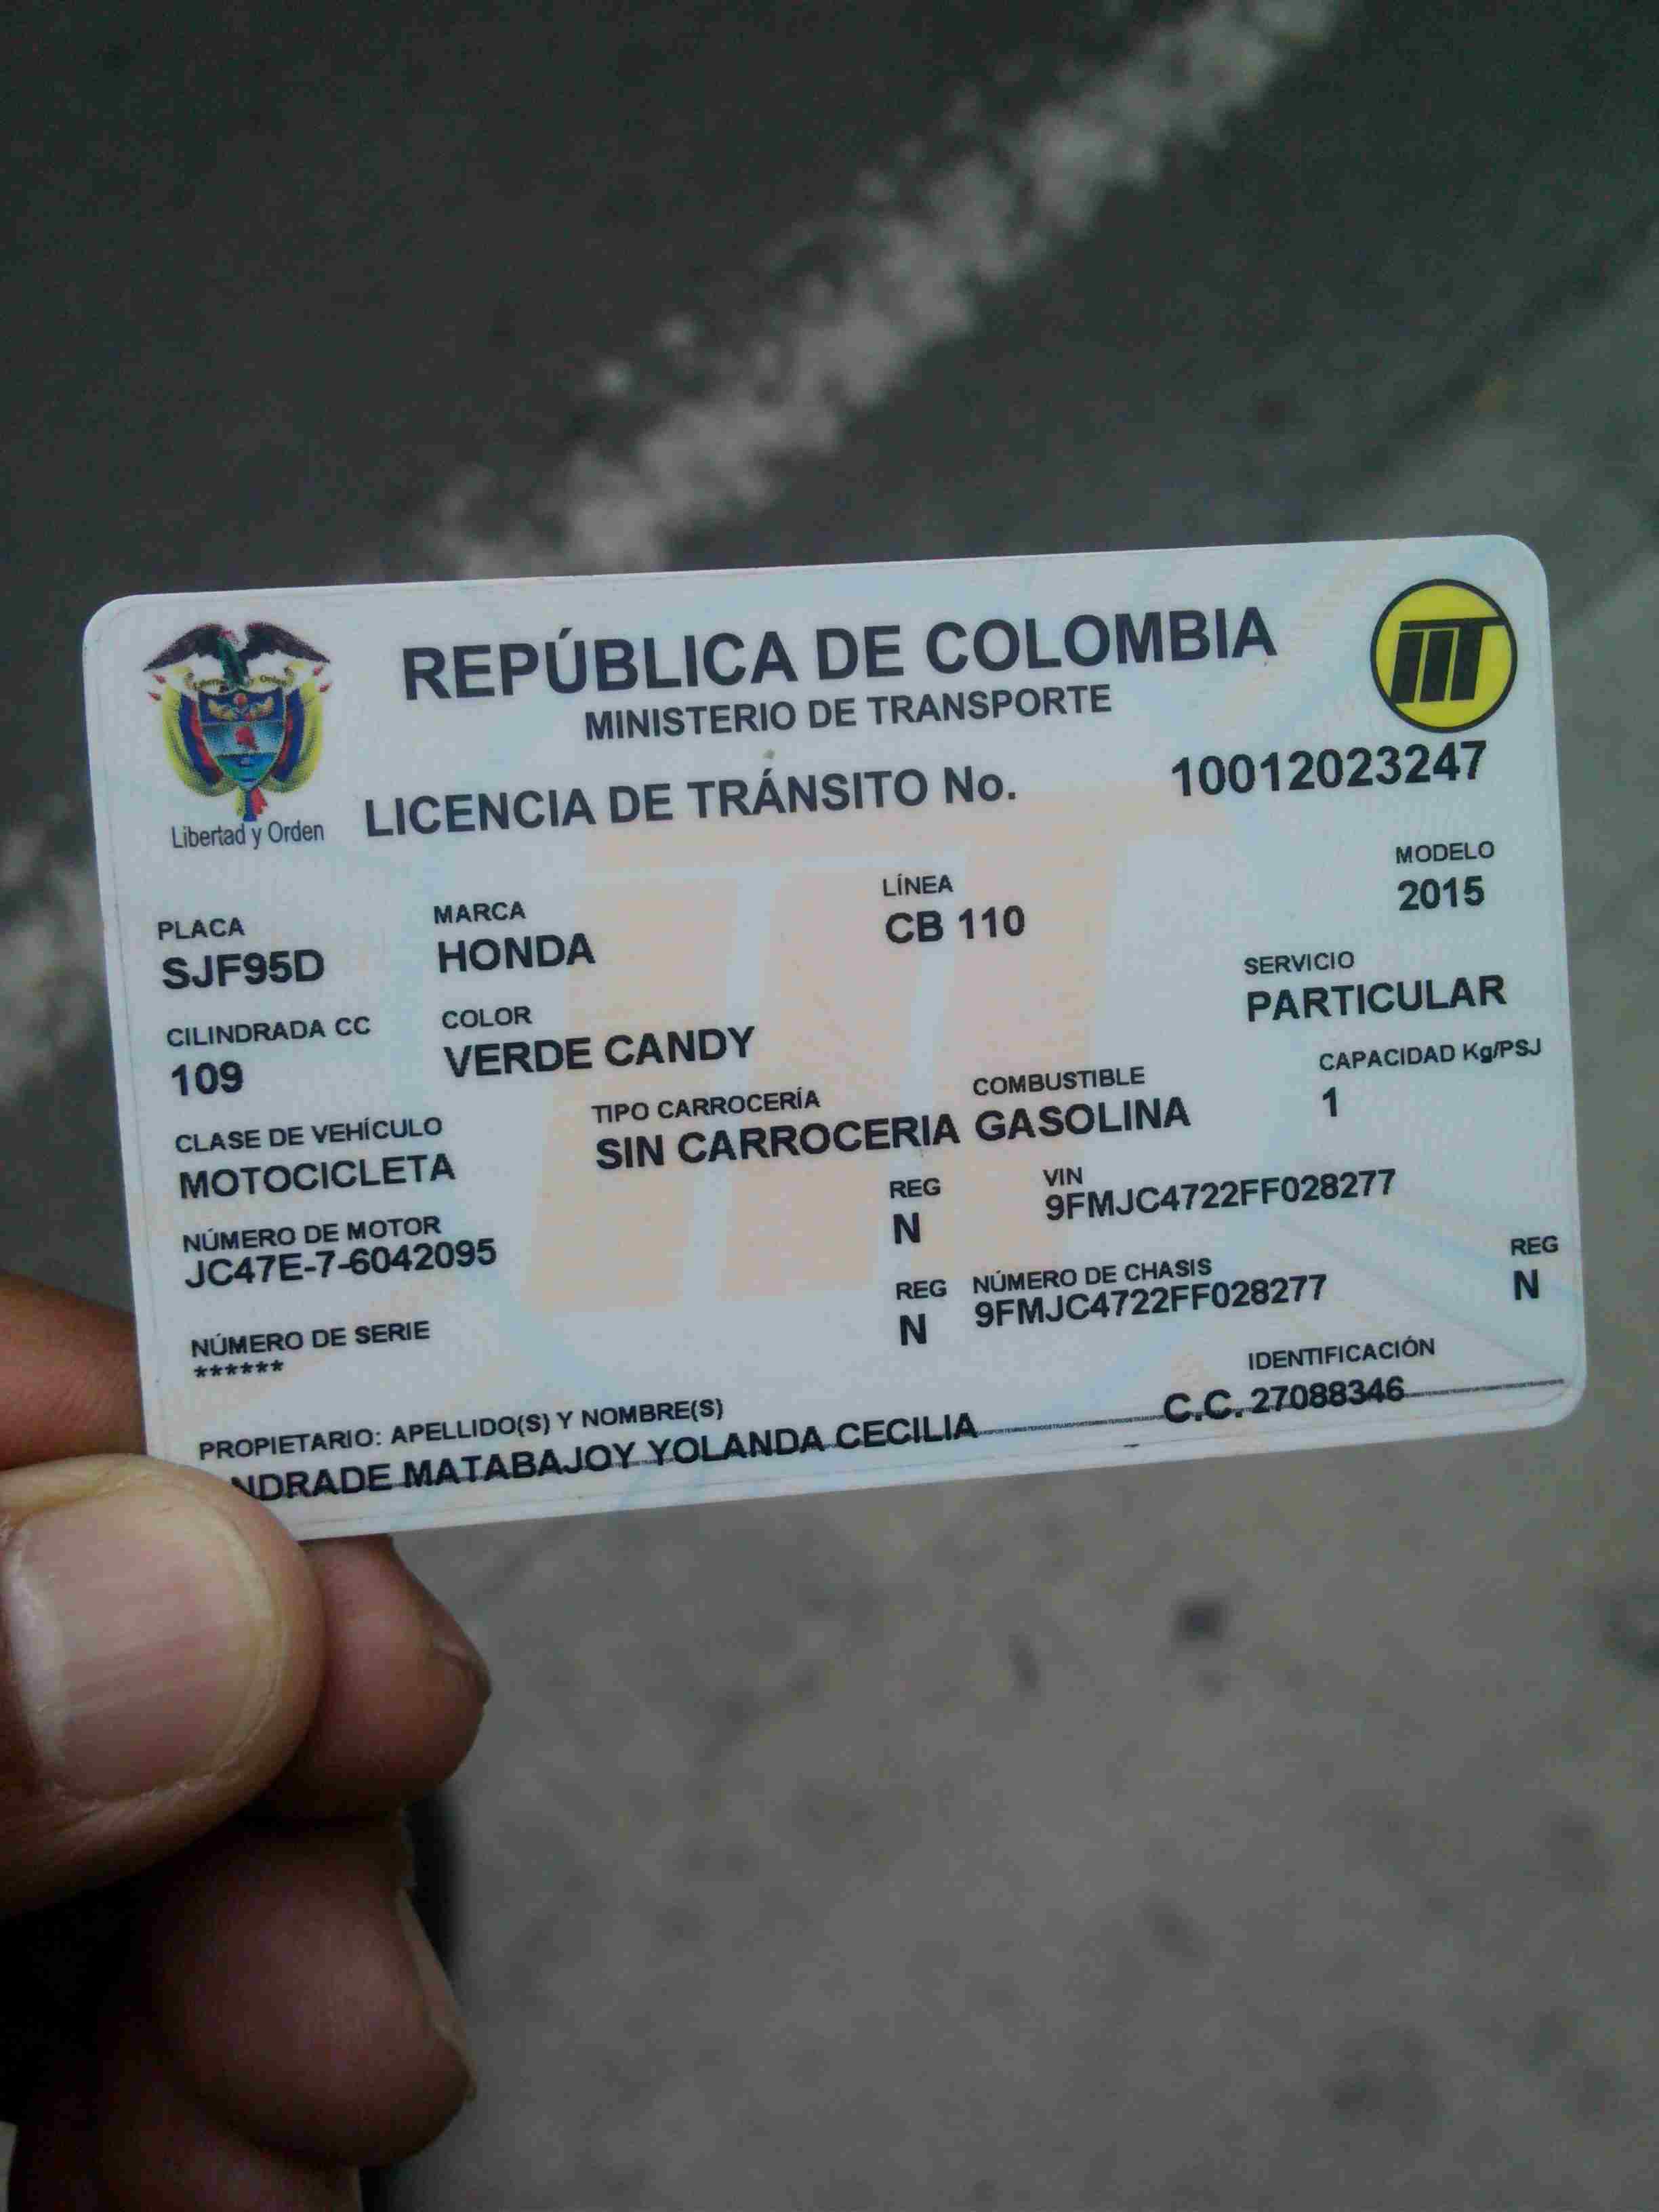 REPÚBLICA DE COLOMBIA
MINISTERIO DE TRANSPORTE
Libertad y Orden
LICENCIA DE TRÁNSITO No. 10012023247
PLACA MARCA LÍNEA MODELO
SJF95D HONDA CB 110 2015
CILINDRADA CC COLOR SERVICIO
109 VERDE CANDY PARTICULAR
CLASE DE VEHÍCULO TIPO CARROCERÍA COMBUSTIBLE CAPACIDAD Kg/PSJ
MOTOCICLETA SIN CARROCERIA GASOLINA 1
NÚMERO DE MOTOR REG VIN
JC47E-7-6042095 N 9FMJC4722FF028277
NÚMERO DE SERIE REG NÚMERO DE CHASIS REG
****** N 9FMJC4722FF028277 N
PROPIETARIO: APELLIDO(S) Y NOMBRE(S) IDENTIFICACIÓN
NDRADE MATABAJOY YOLANDA CECILIA C.C. 27088346